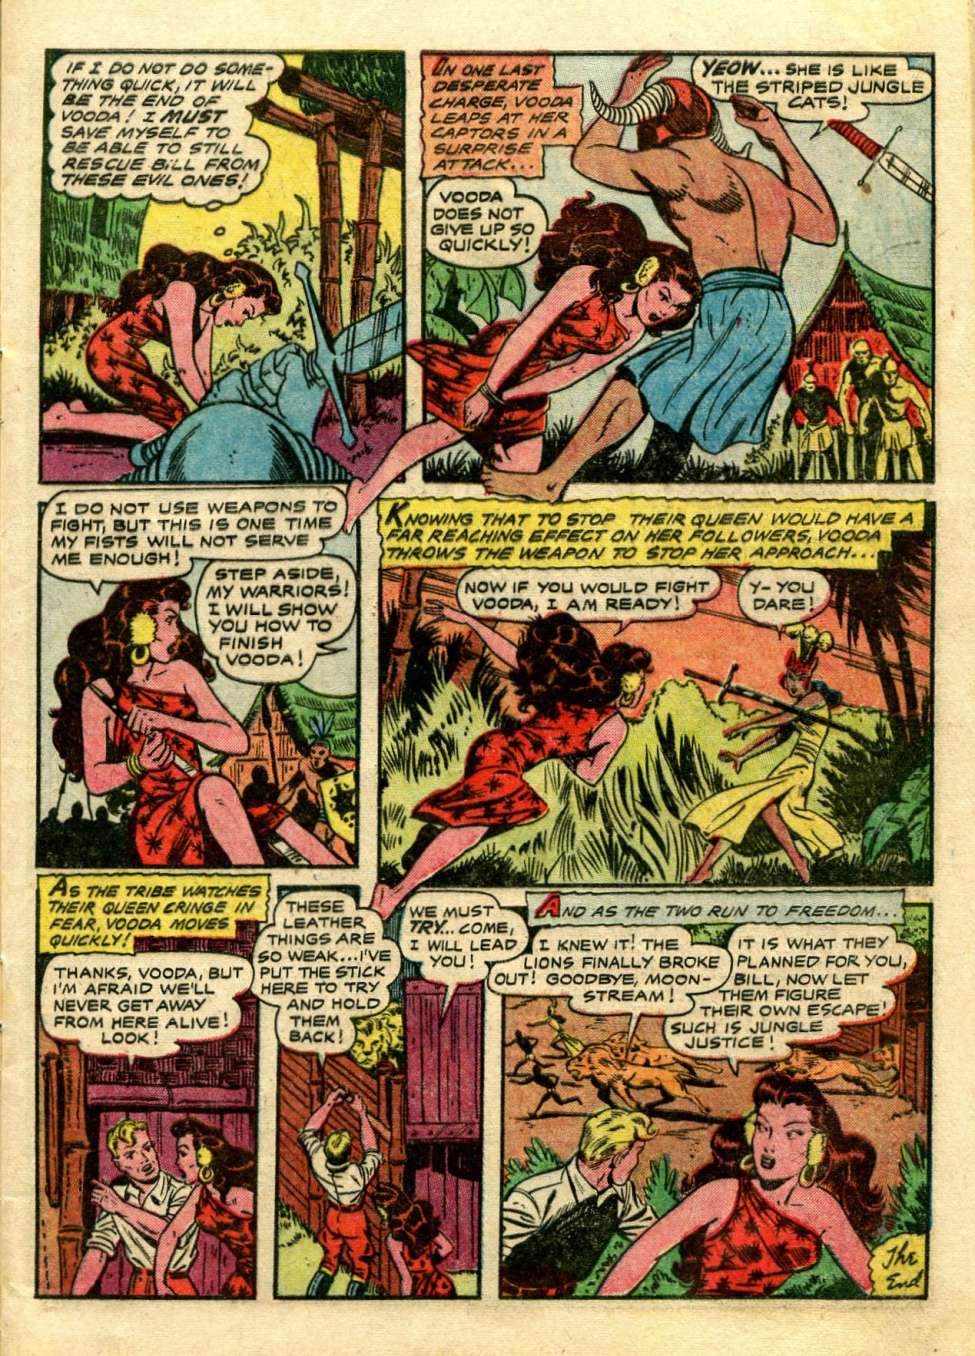 IF I DO NOT DO SOME-
THING QUICK, IT WILL
BE THE END OF
VOODA! I MUST
SAVE MYSELF TO
BE ABLE TO STILL
RESCUE BILL FROM
THESE EVIL ONES!
IN ONE LAST
DESPERATE
CHARGE, VOODA
LEAPS AT HER
CAPTORS IN A
SURPRISE
ATTACK...
VOODA
DOES NOT
GIVE UP SO
QUICKLY!
YEOW... SHE IS LIKE
THE STRIPED JUNGLE
CATS!
I DO NOT USE WEAPONS TO
FIGHT, BUT THIS IS ONE TIME
MY FISTS WILL NOT SERVE
ME ENOUGH!
STEP ASIDE,
MY WARRIORS!
I WILL SHOW
YOU HOW TO
FINISH
VOODA!
KNOWING THAT TO STOP THEIR QUEEN WOULD HAVE A
FAR REACHING EFFECT ON HER FOLLOWERS, VOODA
THROWS THE WEAPON TO STOP HER APPROACH...
NOW IF YOU WOULD FIGHT
VOODA, I AM READY!
Y-YOU
DARE!
AS THE TRIBE WATCHES
THEIR QUEEN CRINGE IN
FEAR, VOODA MOVES
QUICKLY!
THANKS, VOODA, BUT
I'M AFRAID WE'LL
NEVER GET AWAY
FROM HERE ALIVE!
LOOK!
THESE
LEATHER
THINGS ARE
SO WEAK...I'VE
PUT THE STICK
HERE TO TRY
AND HOLD
THEM
BACK!
WE MUST
TRY... COME,
I WILL LEAD
YOU!
AND AS THE TWO RUN TO FREEDOM...
I KNEW IT! THE
LIONS FINALLY BROKE
OUT! GOODBYE, MOON-
STREAM!
IT IS WHAT THEY
PLANNED FOR YOU,
BILL, NOW LET
THEM FIGURE
THEIR OWN ESCAPE!
SUCH IS JUNGLE
JUSTICE!
The
End